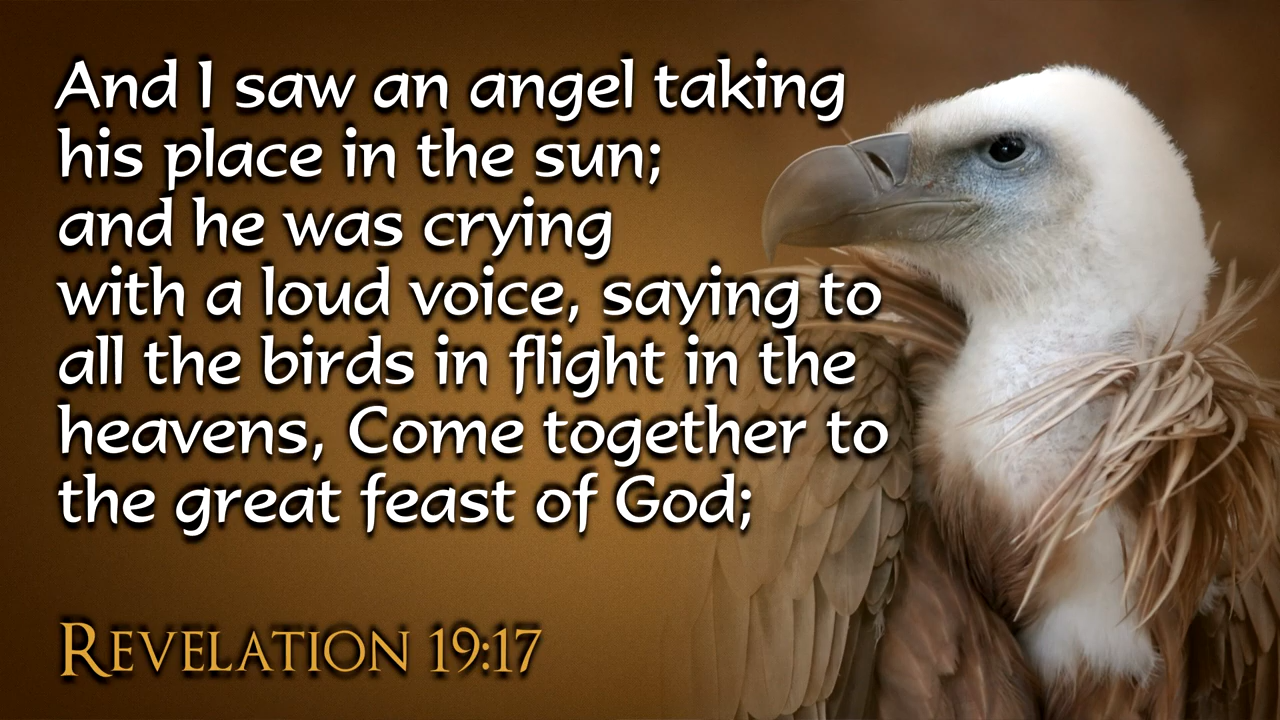 And I saw an angel taking
his place in the sun;
and he was crying
with a loud voice, saying to
all the birds in flight in the
heavens, Come together to
the great feast of God;
Revelation 19:17